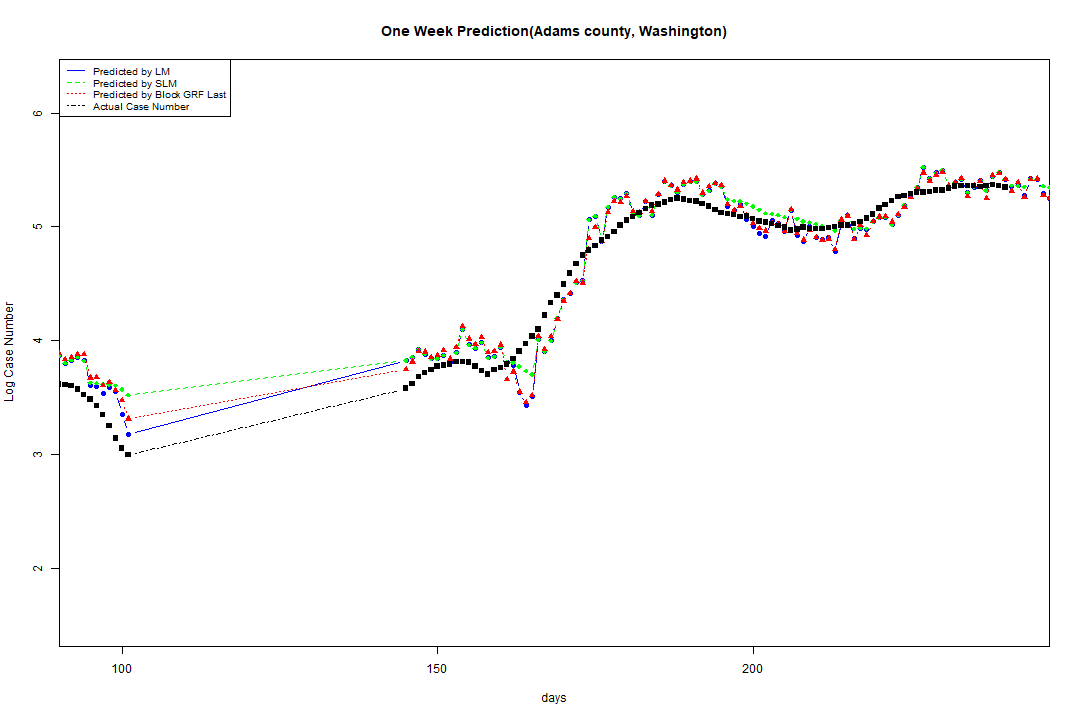 One Week Prediction(Adams county, Washington)
Predicted by LM
Predicted by SLM
Predicted by Block GRF Last
Actual Case Number
6
5
4
3
2
Log Case Number
100
150
200
days